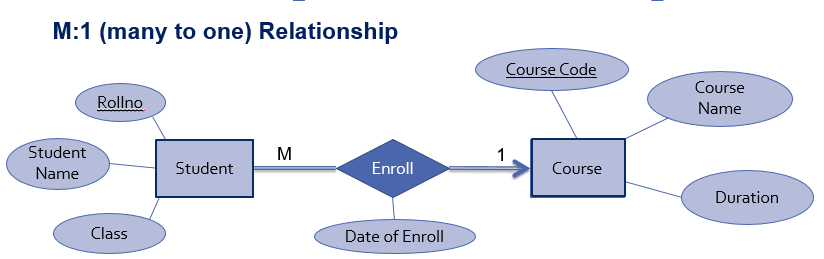 M:1 (many to one) Relationship
Course Code
Course
Name
Rollno
Student
Name
Student
M
Enroll
1
Course
Duration
Class
Date of Enroll